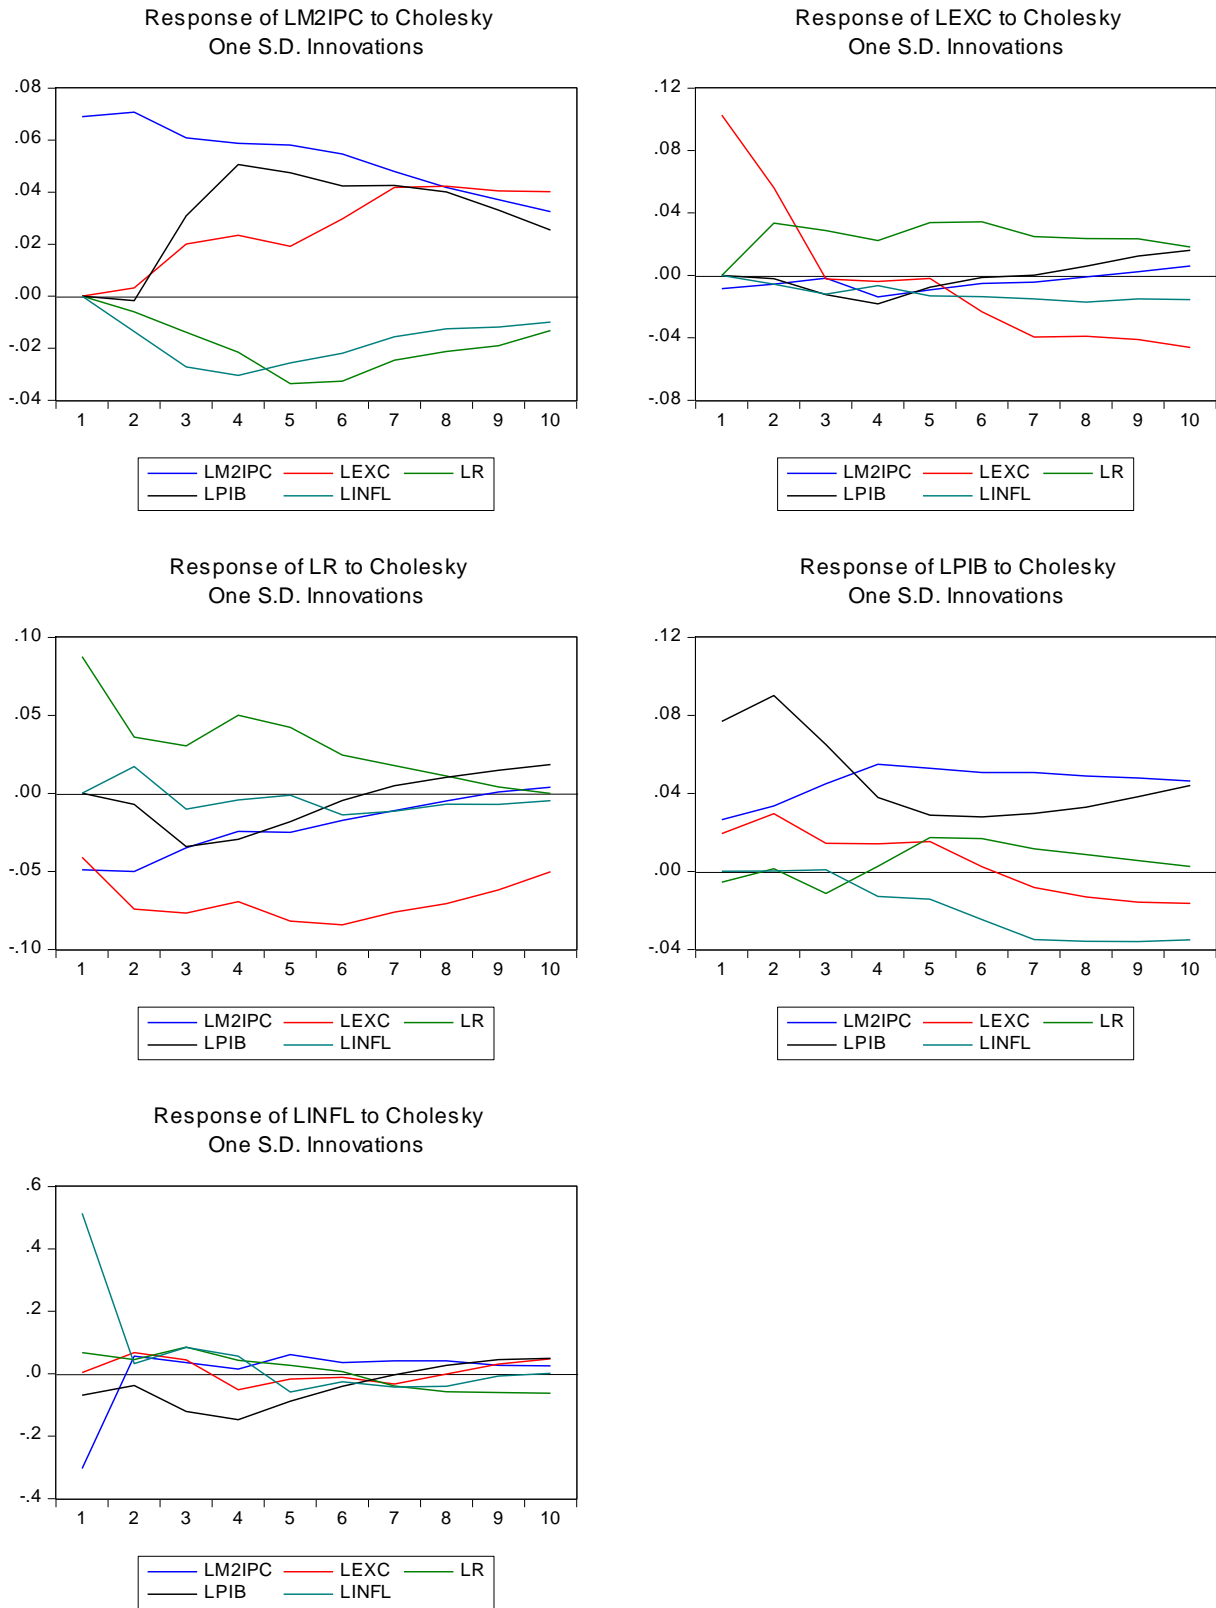 Response of LM2IPC to Cholesky
One S.D. Innovations
.08
.06
.04
.02
.00
-.02
-.04
1 2 3 4 5 6 7 8 9 10
LM2IPC LEXC LR
LPIB LINFL
Response of LEXC to Cholesky
One S.D. Innovations
.12
.08
.04
.00
-.04
-.08
1 2 3 4 5 6 7 8 9 10
LM2IPC LEXC LR
LPIB LINFL
Response of LR to Cholesky
One S.D. Innovations
.10
.05
.00
-.05
-.10
1 2 3 4 5 6 7 8 9 10
LM2IPC LEXC LR
LPIB LINFL
Response of LPIB to Cholesky
One S.D. Innovations
.12
.08
.04
.00
-.04
1 2 3 4 5 6 7 8 9 10
LM2IPC LEXC LR
LPIB LINFL
Response of LINFL to Cholesky
One S.D. Innovations
.6
.4
.2
.0
-.2
-.4
1 2 3 4 5 6 7 8 9 10
LM2IPC LEXC LR
LPIB LINFL